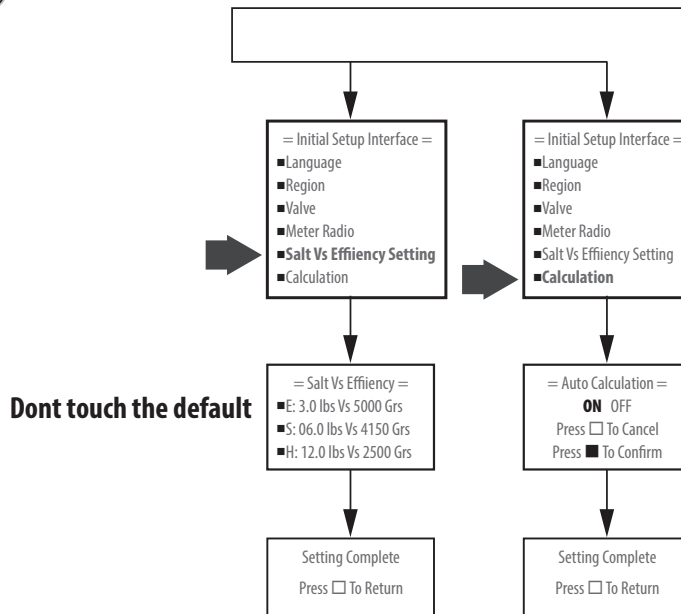 = Initial Setup Interface =
■Language
■Region
■Valve
■Meter Radio
■Salt Vs Effiiency Setting
■Calculation
= Initial Setup Interface =
■Language
■Region
■Valve
■Meter Radio
■Salt Vs Effiiency Setting
■Calculation
Dont touch the default
= Salt Vs Effiiency =
■E: 3.0 lbs Vs 5000 Grs
■S: 06.0 lbs Vs 4150 Grs
■H: 12.0 lbs Vs 2500 Grs
= Auto Calculation =
ON OFF
Press □ To Cancel
Press ■ To Confirm
Setting Complete
Press □ To Return
Setting Complete
Press □ To Return